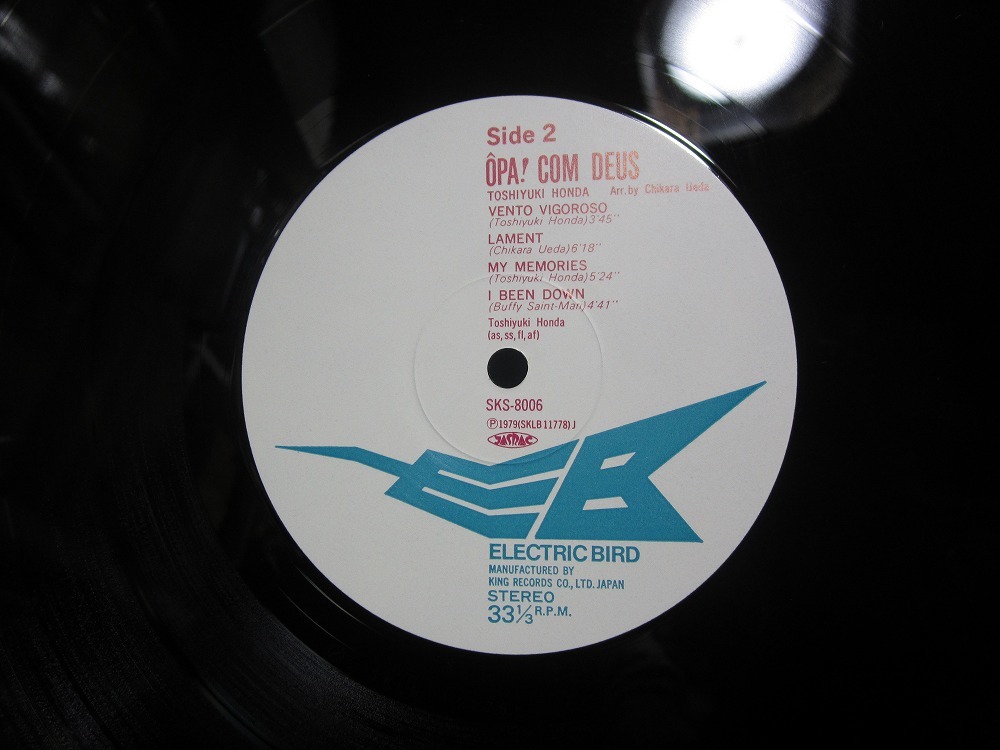 Side 2
ÔPA! COM DEUS
TOSHIYUKI HONDA Arr. by Chikara Ueda
VENTO VIGOROSO
(Toshiyuki Honda)3'45"
LAMENT
(Chikara Ueda)6'18"
MY MEMORIES
(Toshiyuki Honda)5'24"
I BEEN DOWN
(Buffy Saint-Mari)4'41"
Toshiyuki Honda
(as, ss, fl, af)
SKS-8006
Ⓟ1979(SKLB 11778) J
JASRAC
EB
ELECTRIC BIRD
MANUFACTURED BY
KING RECORDS CO., LTD. JAPAN
STEREO
33⅓ R.P.M.